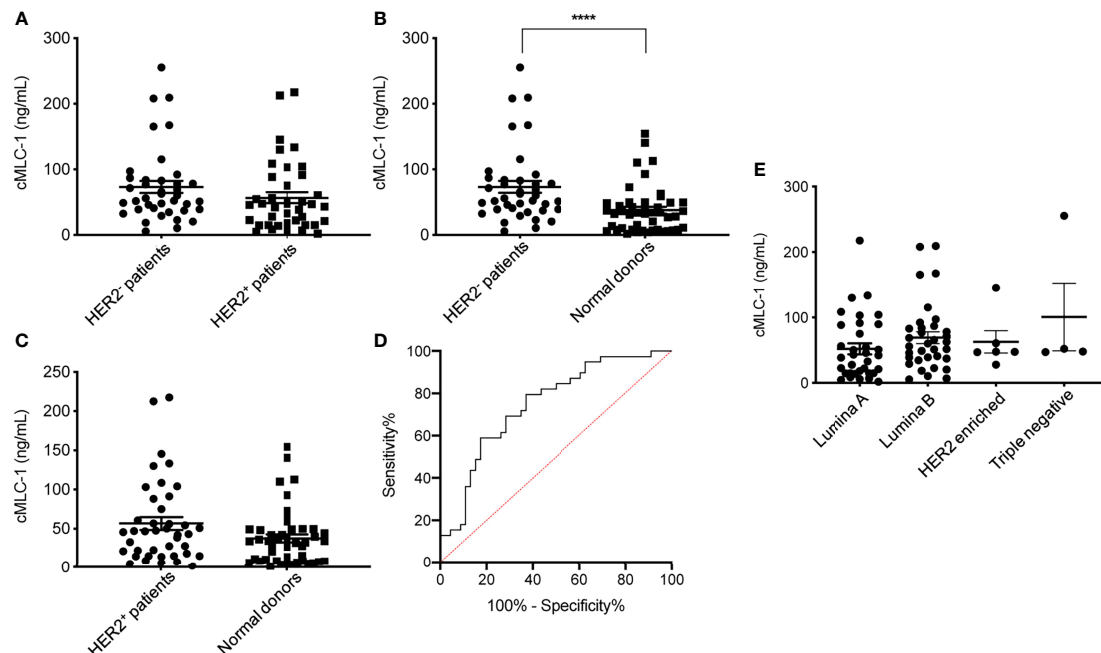 A
300
200
100
0
cMLC-1 (ng/mL)
HER2- patients
HER2+ patients
B
****
300
200
100
0
cMLC-1 (ng/mL)
HER2- patients
Normal donors
C
250
200
150
100
50
0
cMLC-1 (ng/mL)
HER2+ patients
Normal donors
D
100
80
60
40
20
0
Sensitivity%
0 20 40 60 80 100
100% - Specificity%
E
300
200
100
0
cMLC-1 (ng/mL)
Lumina A
Lumina B
HER2 enriched
Triple negative